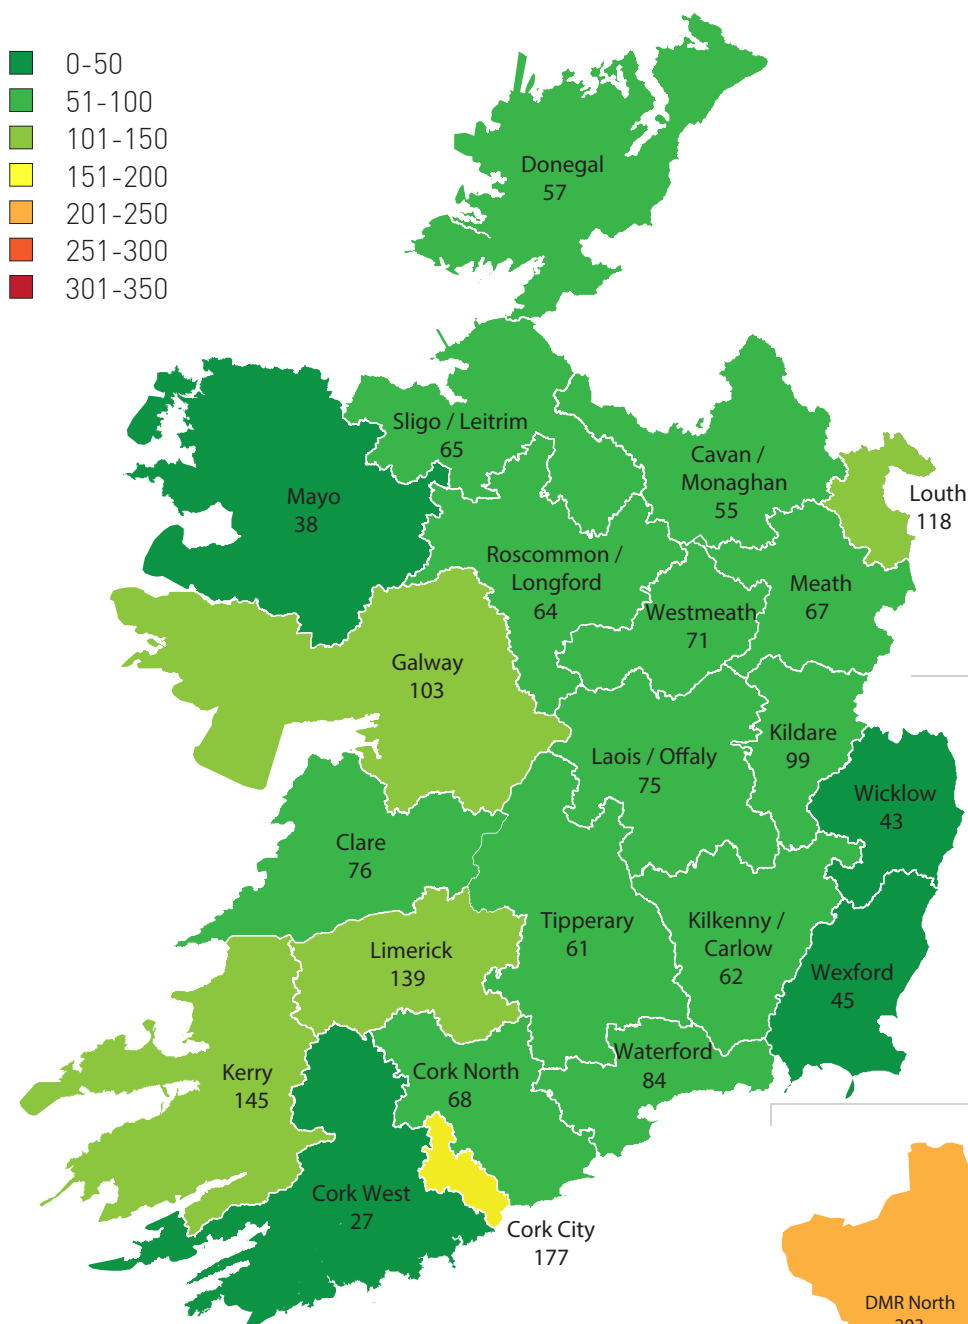 0-50
51-100
101-150
151-200
201-250
251-300
301-350
Donegal
57
Sligo / Leitrim
65
Cavan /
Monaghan
55
Louth
118
Mayo
38
Roscommon /
Longford
64
Meath
67
Westmeath
71
Galway
103
Kildare
99
Laois / Offaly
75
Wicklow
43
Clare
76
Tipperary
61
Kilkenny /
Carlow
62
Limerick
139
Wexford
45
Waterford
84
Kerry
145
Cork North
68
Cork West
27
Cork City
177
DMR North